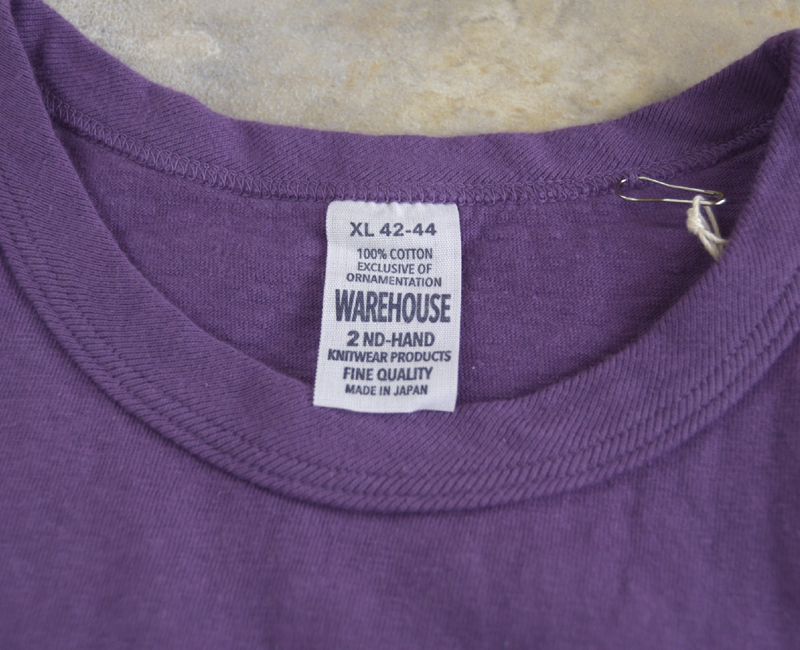 XL 42-44
100% COTTON
EXCLUSIVE OF
ORNAMENTATION
WAREHOUSE
2 ND-HAND
KNITWEAR PRODUCTS
FINE QUALITY
MADE IN JAPAN